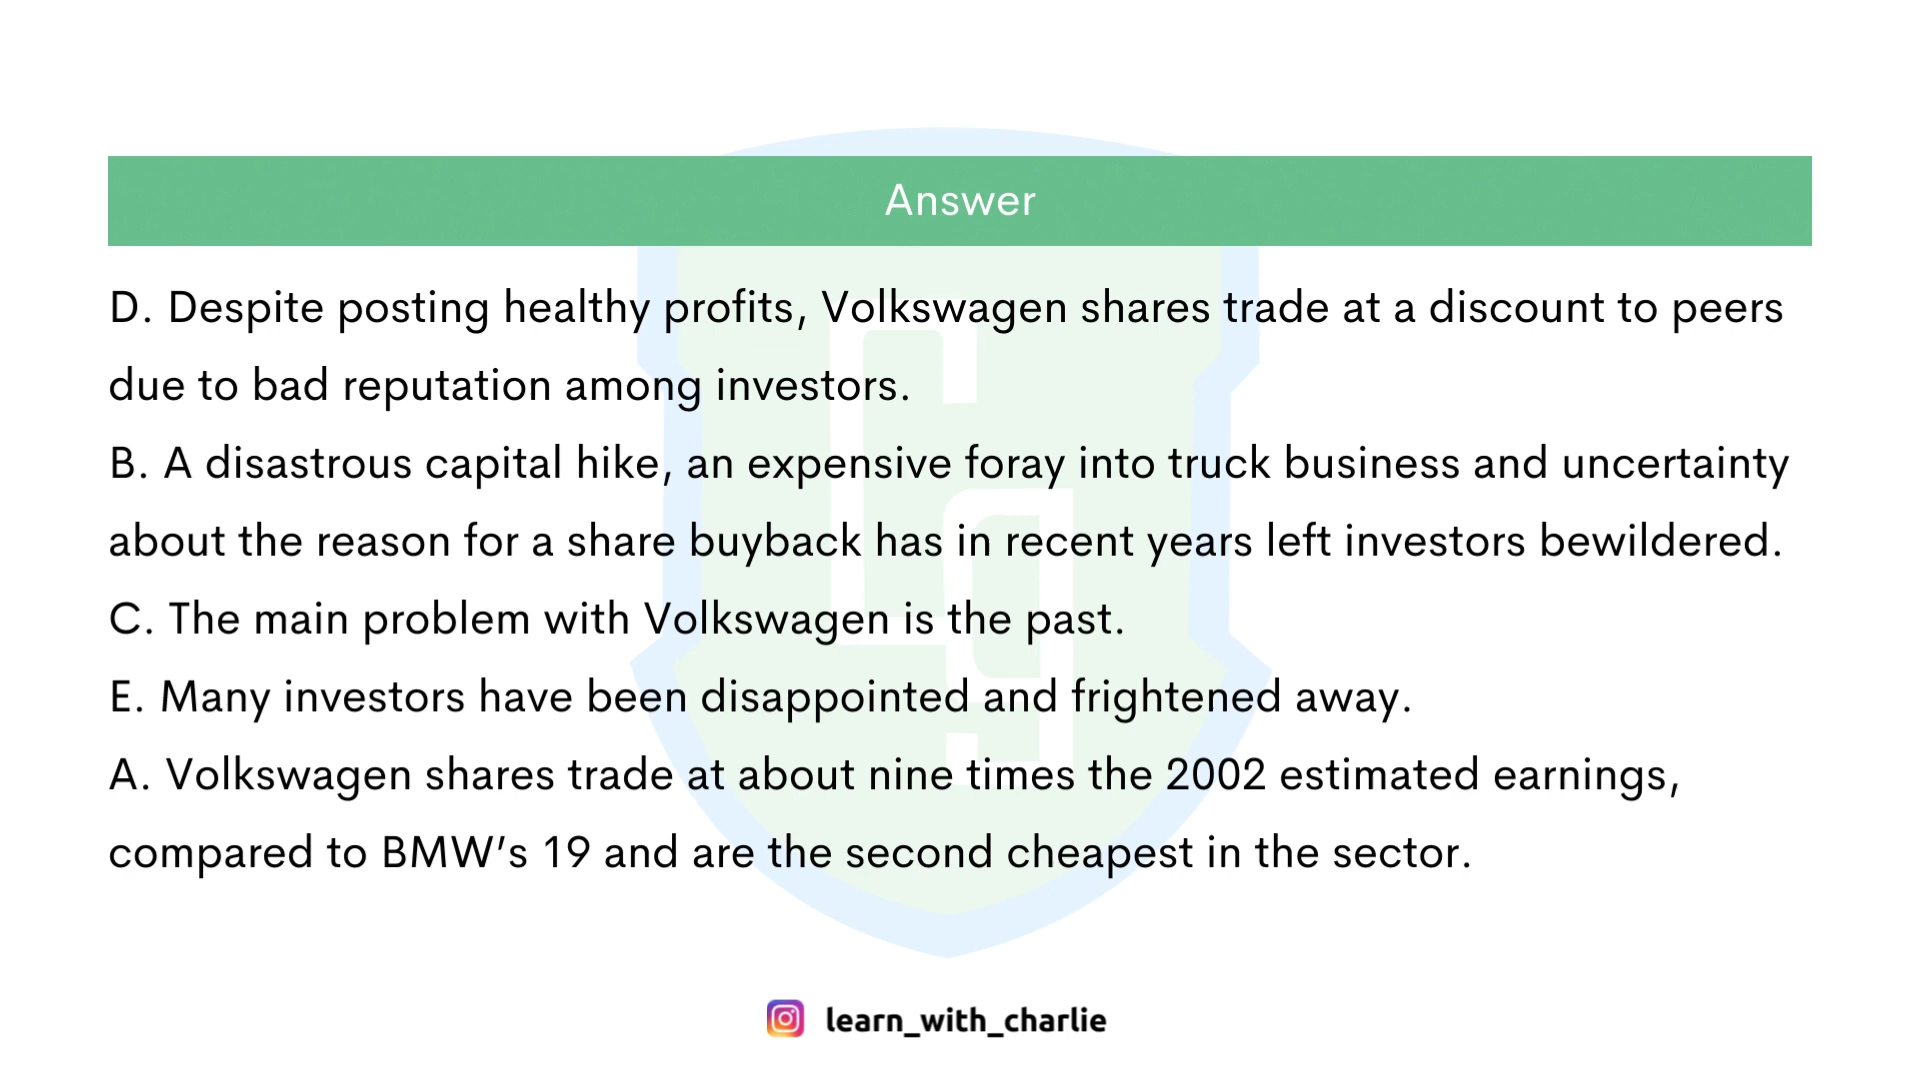 Answer
D. Despite posting healthy profits, Volkswagen shares trade at a discount to peers
due to bad reputation among investors.
B. A disastrous capital hike, an expensive foray into truck business and uncertainty
about the reason for a share buyback has in recent years left investors bewildered.
C. The main problem with Volkswagen is the past.
E. Many investors have been disappointed and frightened away.
A. Volkswagen shares trade at about nine times the 2002 estimated earnings,
compared to BMW’s 19 and are the second cheapest in the sector.
learn_with_charlie